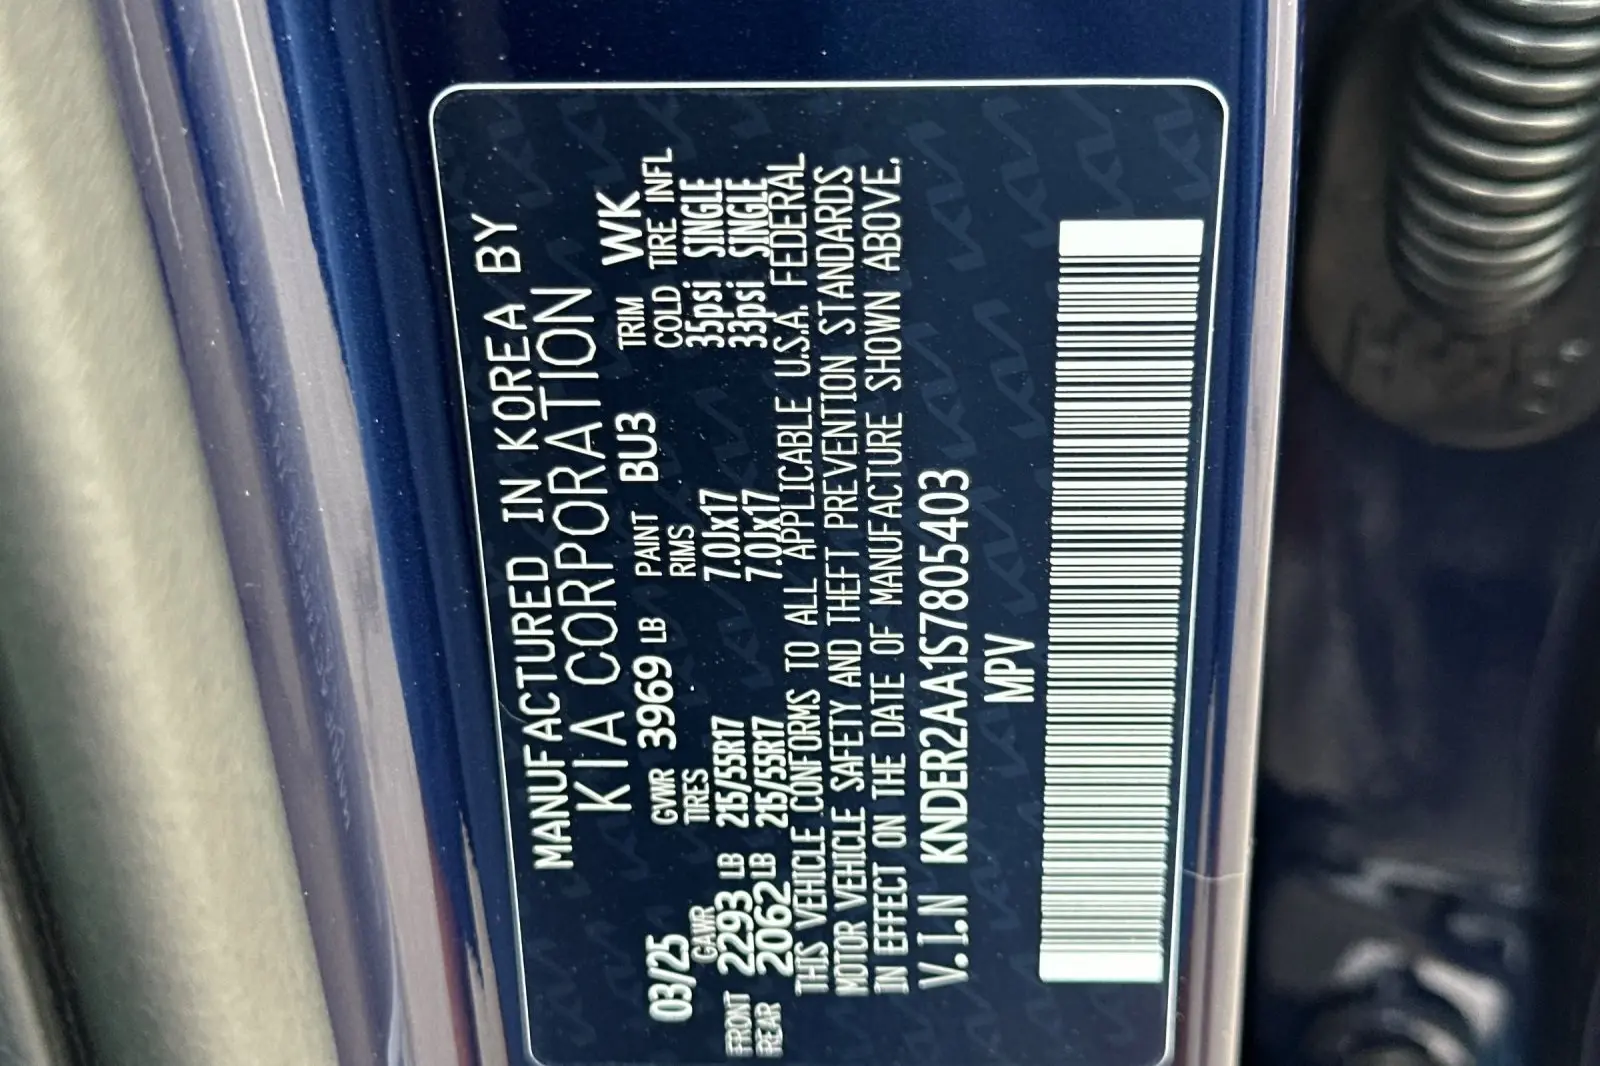 MANUFACTURED IN KOREA BY
KIA CORPORATION
03/25 GVWR 3969 LB PAINT BU3 TRIM WK
GAWR TIRES RIMS COLD TIRE INFL
FRONT 2293 LB 215/55R17 7.0Jx17 35psi SINGLE
REAR 2062 LB 215/55R17 7.0Jx17 33psi SINGLE
THIS VEHICLE CONFORMS TO ALL APPLICABLE U.S.A. FEDERAL
MOTOR VEHICLE SAFETY AND THEFT PREVENTION STANDARDS
IN EFFECT ON THE DATE OF MANUFACTURE SHOWN ABOVE.
V.I.N KNDER2AA1S7805403
MPV